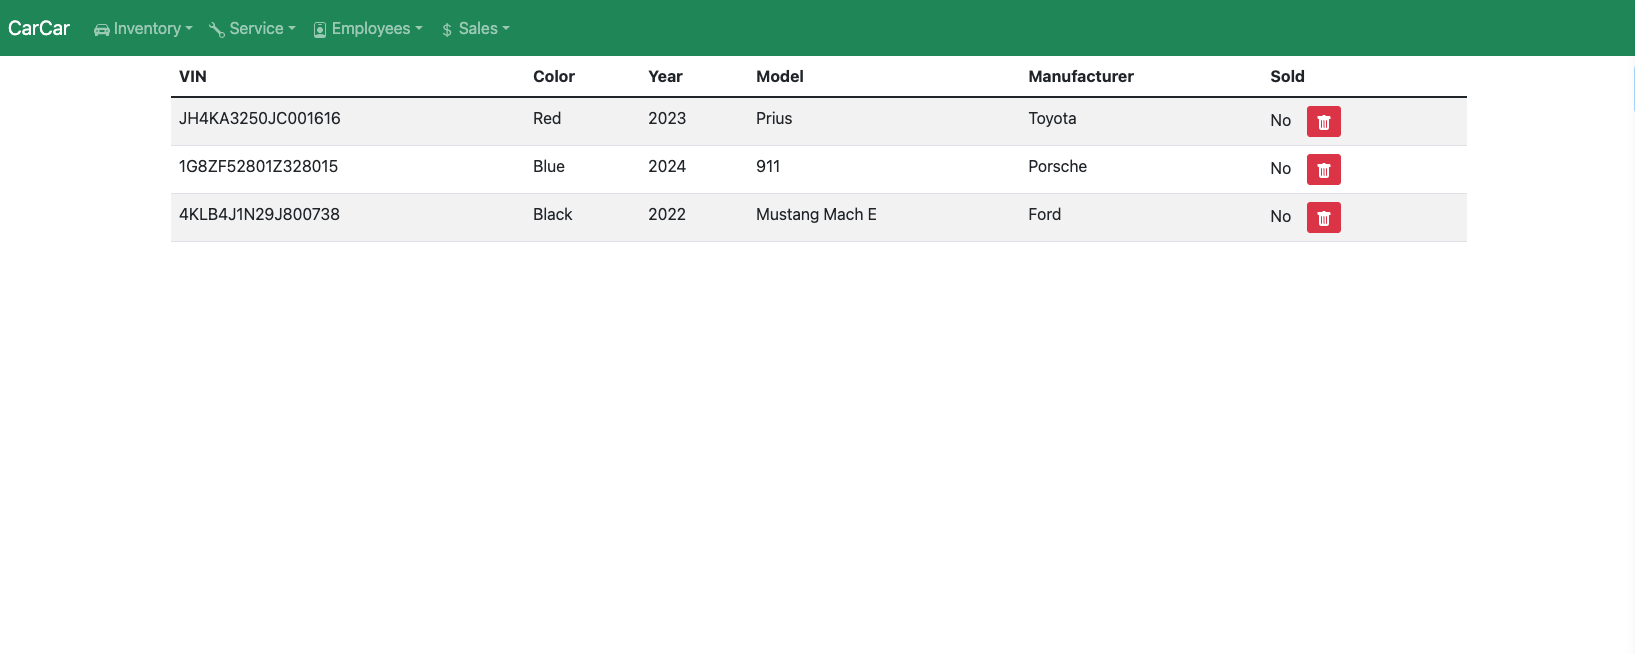 CarCar Inventory Service Employees $ Sales
VIN Color Year Model Manufacturer Sold
JH4KA3250JC001616 Red 2023 Prius Toyota No
1G8ZF52801Z328015 Blue 2024 911 Porsche No
4KLB4J1N29J800738 Black 2022 Mustang Mach E Ford No